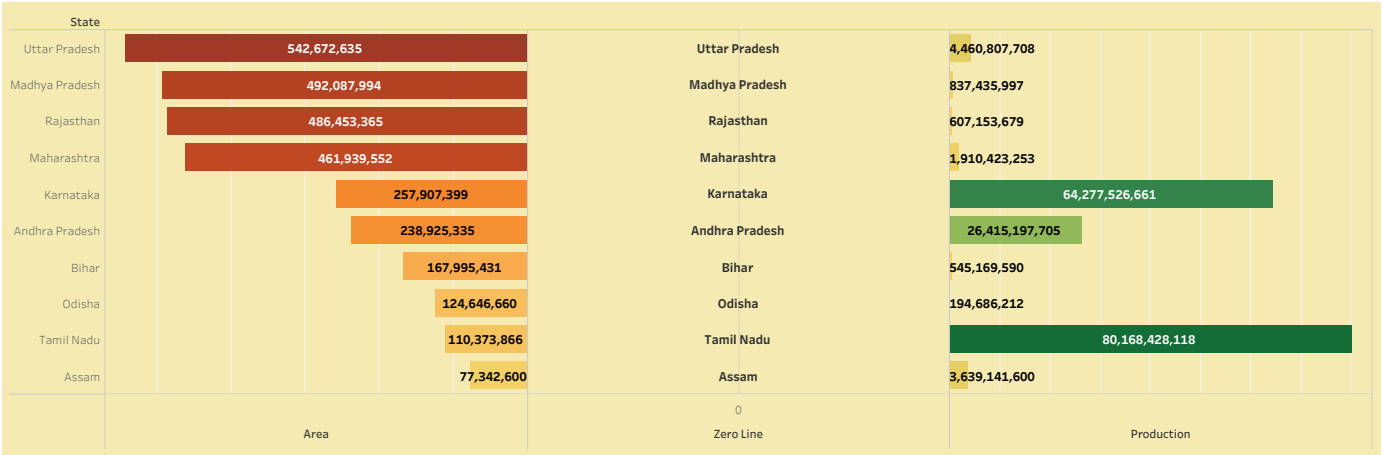 State
Uttar Pradesh 542,672,635 Uttar Pradesh 4,460,807,708
Madhya Pradesh 492,087,994 Madhya Pradesh 837,435,997
Rajasthan 486,453,365 Rajasthan 607,153,679
Maharashtra 461,939,552 Maharashtra 1,910,423,253
Karnataka 257,907,399 Karnataka 64,277,526,661
Andhra Pradesh 238,925,335 Andhra Pradesh 26,415,197,705
Bihar 167,995,431 Bihar 545,169,590
Odisha 124,646,660 Odisha 194,686,212
Tamil Nadu 110,373,866 Tamil Nadu 80,168,428,118
Assam 77,342,600 Assam 3,639,141,600
0
Area Zero Line Production